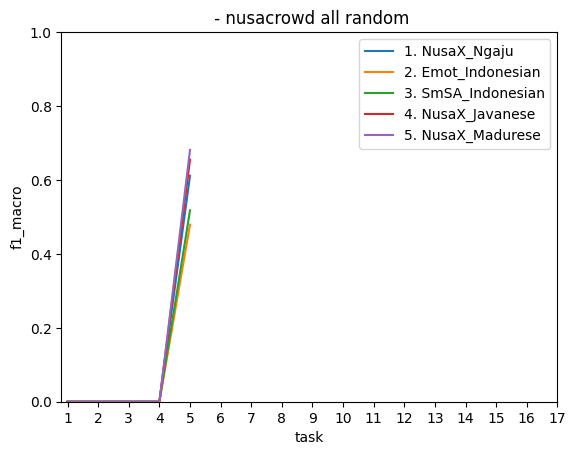 - nusacrowd all random
1.0
0.8
0.6
0.4
0.2
0.0
f1_macro
1. NusaX_Ngaju
2. Emot_Indonesian
3. SmSA_Indonesian
4. NusaX_Javanese
5. NusaX_Madurese
1 2 3 4 5 6 7 8 9 10 11 12 13 14 15 16 17
task